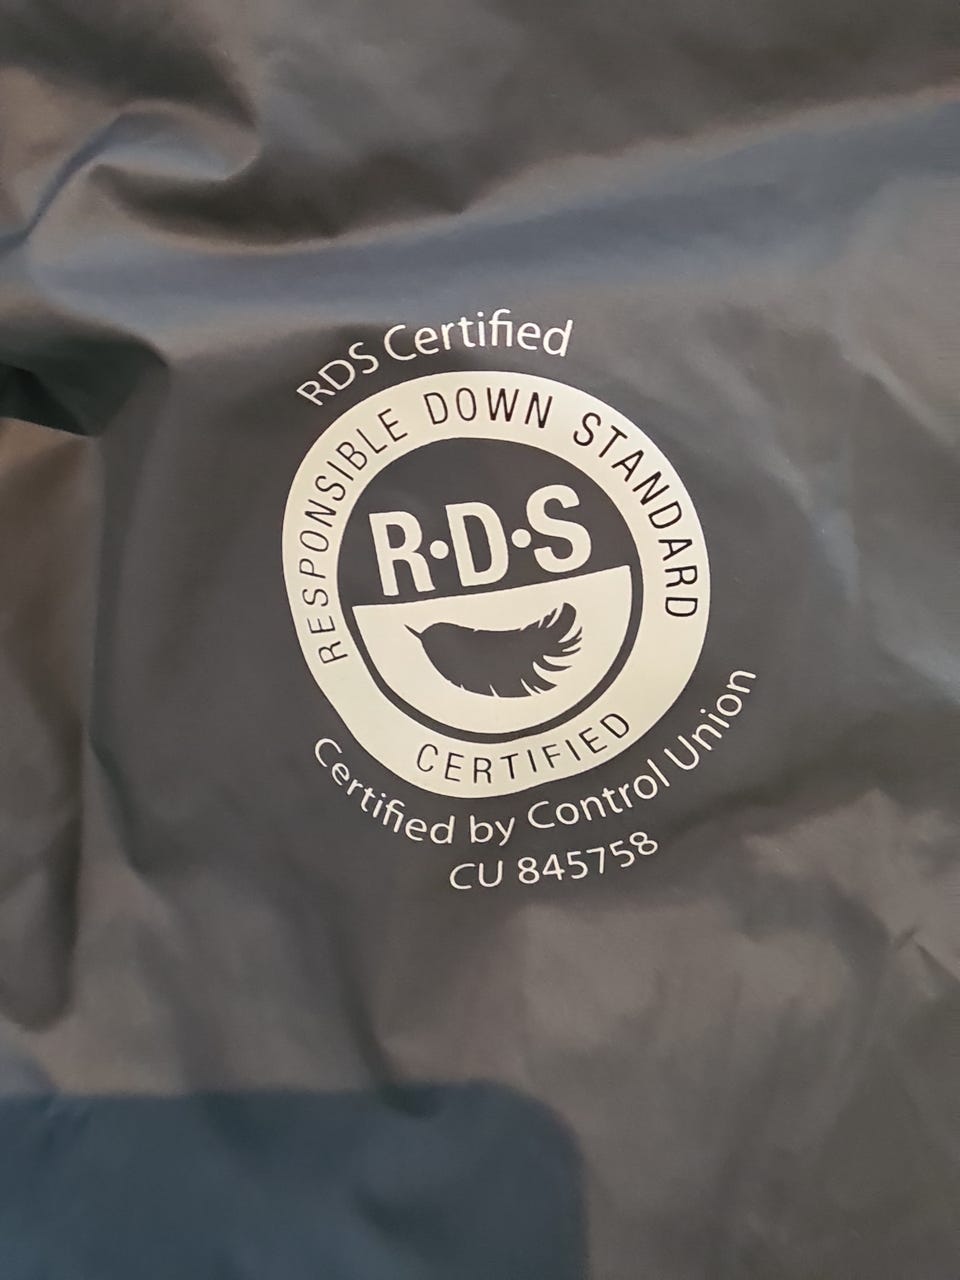 RDS Certified
RESPONSIBLE DOWN STANDARD
R·D·S
CERTIFIED
Certified by Control Union
CU 845758